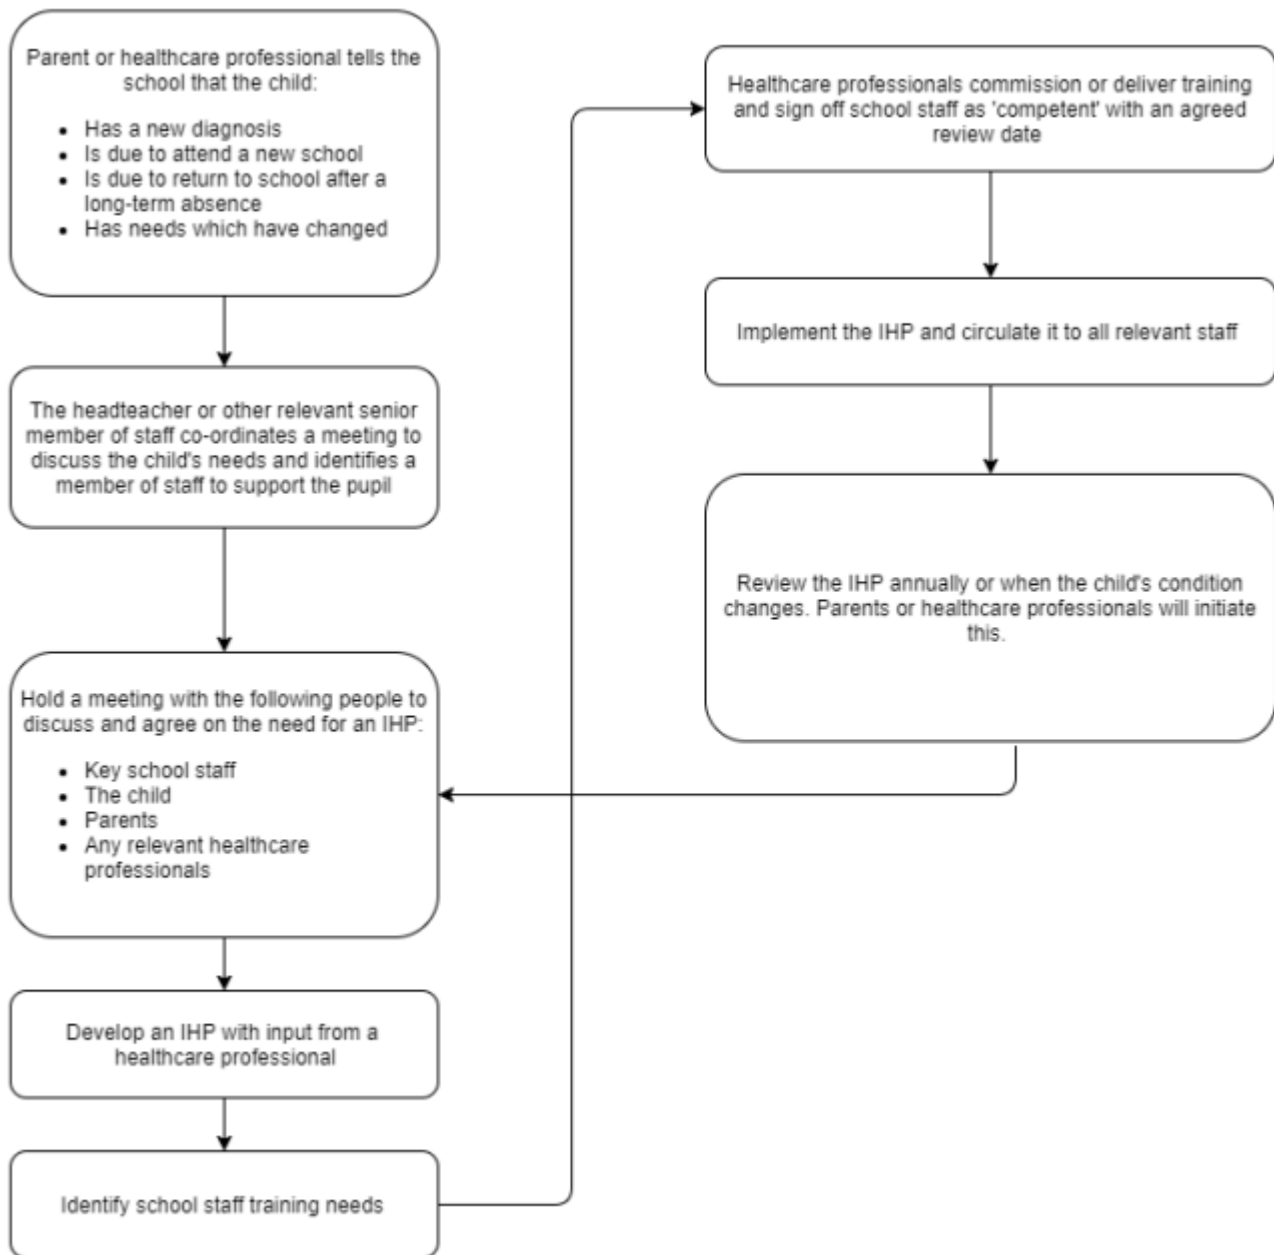 Parent or healthcare professional tells the
school that the child:
• Has a new diagnosis
• Is due to attend a new school
• Is due to return to school after a
long-term absence
• Has needs which have changed
The headteacher or other relevant senior
member of staff co-ordinates a meeting to
discuss the child's needs and identifies a
member of staff to support the pupil
Hold a meeting with the following people to
discuss and agree on the need for an IHP:
• Key school staff
• The child
• Parents
• Any relevant healthcare
professionals
Develop an IHP with input from a
healthcare professional
Identify school staff training needs
Healthcare professionals commission or deliver training
and sign off school staff as 'competent' with an agreed
review date
Implement the IHP and circulate it to all relevant staff
Review the IHP annually or when the child's condition
changes. Parents or healthcare professionals will initiate
this.